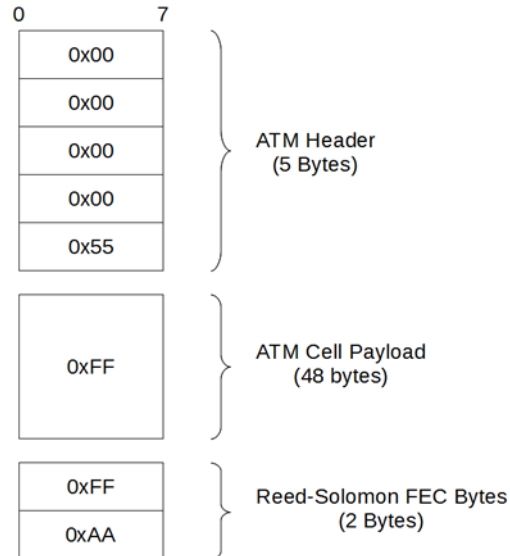 0 7
0x00
0x00
0x00
0x00
0x55
ATM Header
(5 Bytes)
0xFF
ATM Cell Payload
(48 bytes)
0xFF
0xAA
Reed-Solomon FEC Bytes
(2 Bytes)